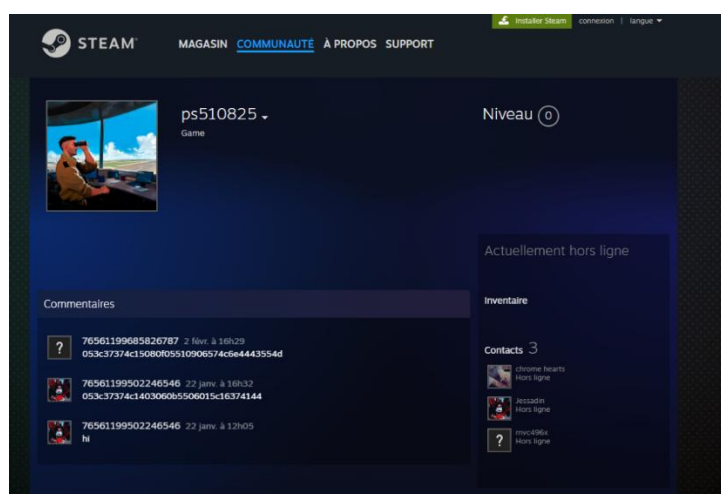 Installer Steam connexion | langue
STEAM MAGASIN COMMUNAUTÉ À PROPOS SUPPORT
ps510825
Game
Niveau 0
Actuellement hors ligne
Commentaires
76561199685826787 2 févr. à 16h29
053c37374c15080f05510906574c6e4443554d
76561199502246546 22 janv. à 16h32
053c37374c1403060b5506015c16374144
76561199502246546 22 janv. à 12h05
hi
Inventaire
Contacts 3
chrome hearts
Hors ligne
Jessadin
Hors ligne
mvc496x
Hors ligne